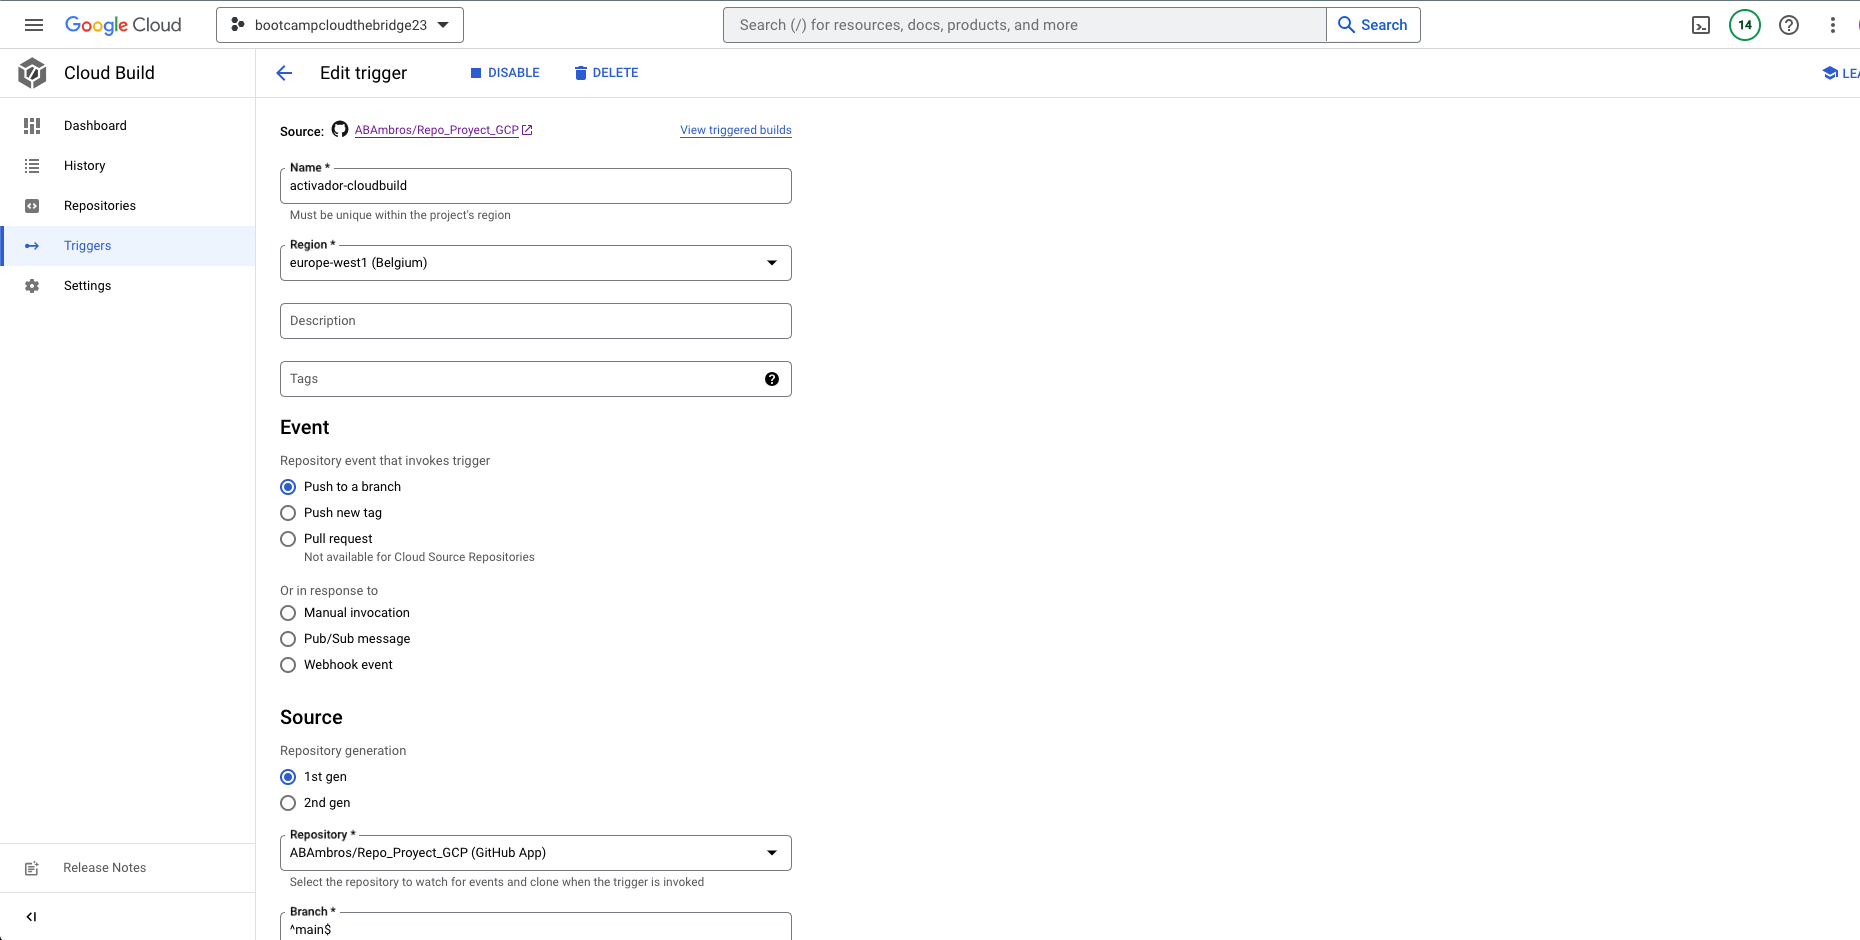 Google Cloud
bootcampcloudthebridge23
Search (/) for resources, docs, products, and more
Search
14
Cloud Build
Edit trigger
DISABLE
DELETE
LEA
Dashboard
History
Repositories
Triggers
Settings
Release Notes
Source: ABAmbros/Repo_Proyect_GCP
View triggered builds
Name *
activador-cloudbuild
Must be unique within the project's region
Region *
europe-west1 (Belgium)
Description
Tags
Event
Repository event that invokes trigger
Push to a branch
Push new tag
Pull request
Not available for Cloud Source Repositories
Or in response to
Manual invocation
Pub/Sub message
Webhook event
Source
Repository generation
1st gen
2nd gen
Repository *
ABAmbros/Repo_Proyect_GCP (GitHub App)
Select the repository to watch for events and clone when the trigger is invoked
Branch *
^main$